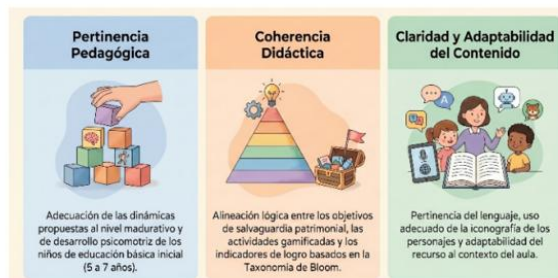 Pertinencia
Pedagógica
Adecuación de las dinámicas
propuestas al nivel madurativo y
de desarrollo psicomotriz de los
niños de educación básica inicial
(5 a 7 años).
Coherencia
Didáctica
Alineación lógica entre los objetivos
de salvaguardia patrimonial, las
actividades gamificadas y los
indicadores de logro basados en la
Taxonomía de Bloom.
Claridad y Adaptabilidad
del Contenido
A
Pertinencia del lenguaje, uso
adecuado de la iconografía de los
personajes y adaptabilidad del
recurso al contexto del aula.